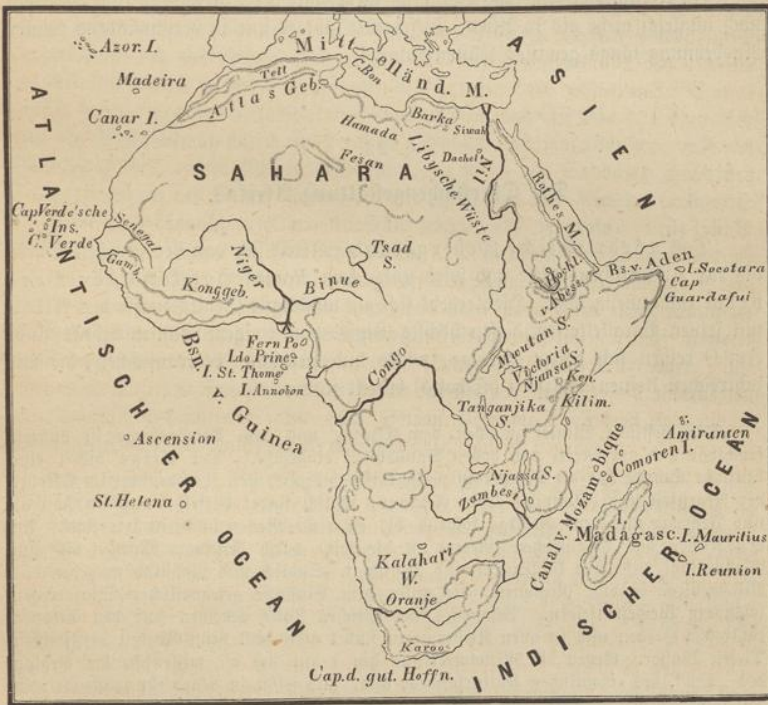 ATLANTISCHER OCEAN
ASIEN
INDISCHER OCEAN
Azor. I.
Madeira
Canar I.
Mittelländ. M.
C. Bon
Tell
Atlas Geb.
Hamada
Barka
Siwah
Dachel
Nil
Libysche Wüste
SAHARA
Fesan
Rothes M.
CapVerde'sche
Ins.
C. Verde
Senegal
Gamb.
Konggeb.
Niger
Binue
Tsad
S.
Hochl.
v. Abess.
Bs. v. Aden
I. Socotara
Cap
Guardafui
Bsn. v. Guinea
Fern Po
I. do Princ
I. St. Thomé
I. Annobon
Congo
Mwutan S.
Victoria
Njansa S.
Ken.
Kilim.
Tanganjika
S.
Ascension
St. Helena
Njassa S.
Zambesi
Canal v. Mozambique
Comoren I.
Amiranten
I.
Madagasc.
I. Mauritius
I. Reunion
Kalahari
W.
Oranje
Karoo
Cap. d. gut. Hoffn.